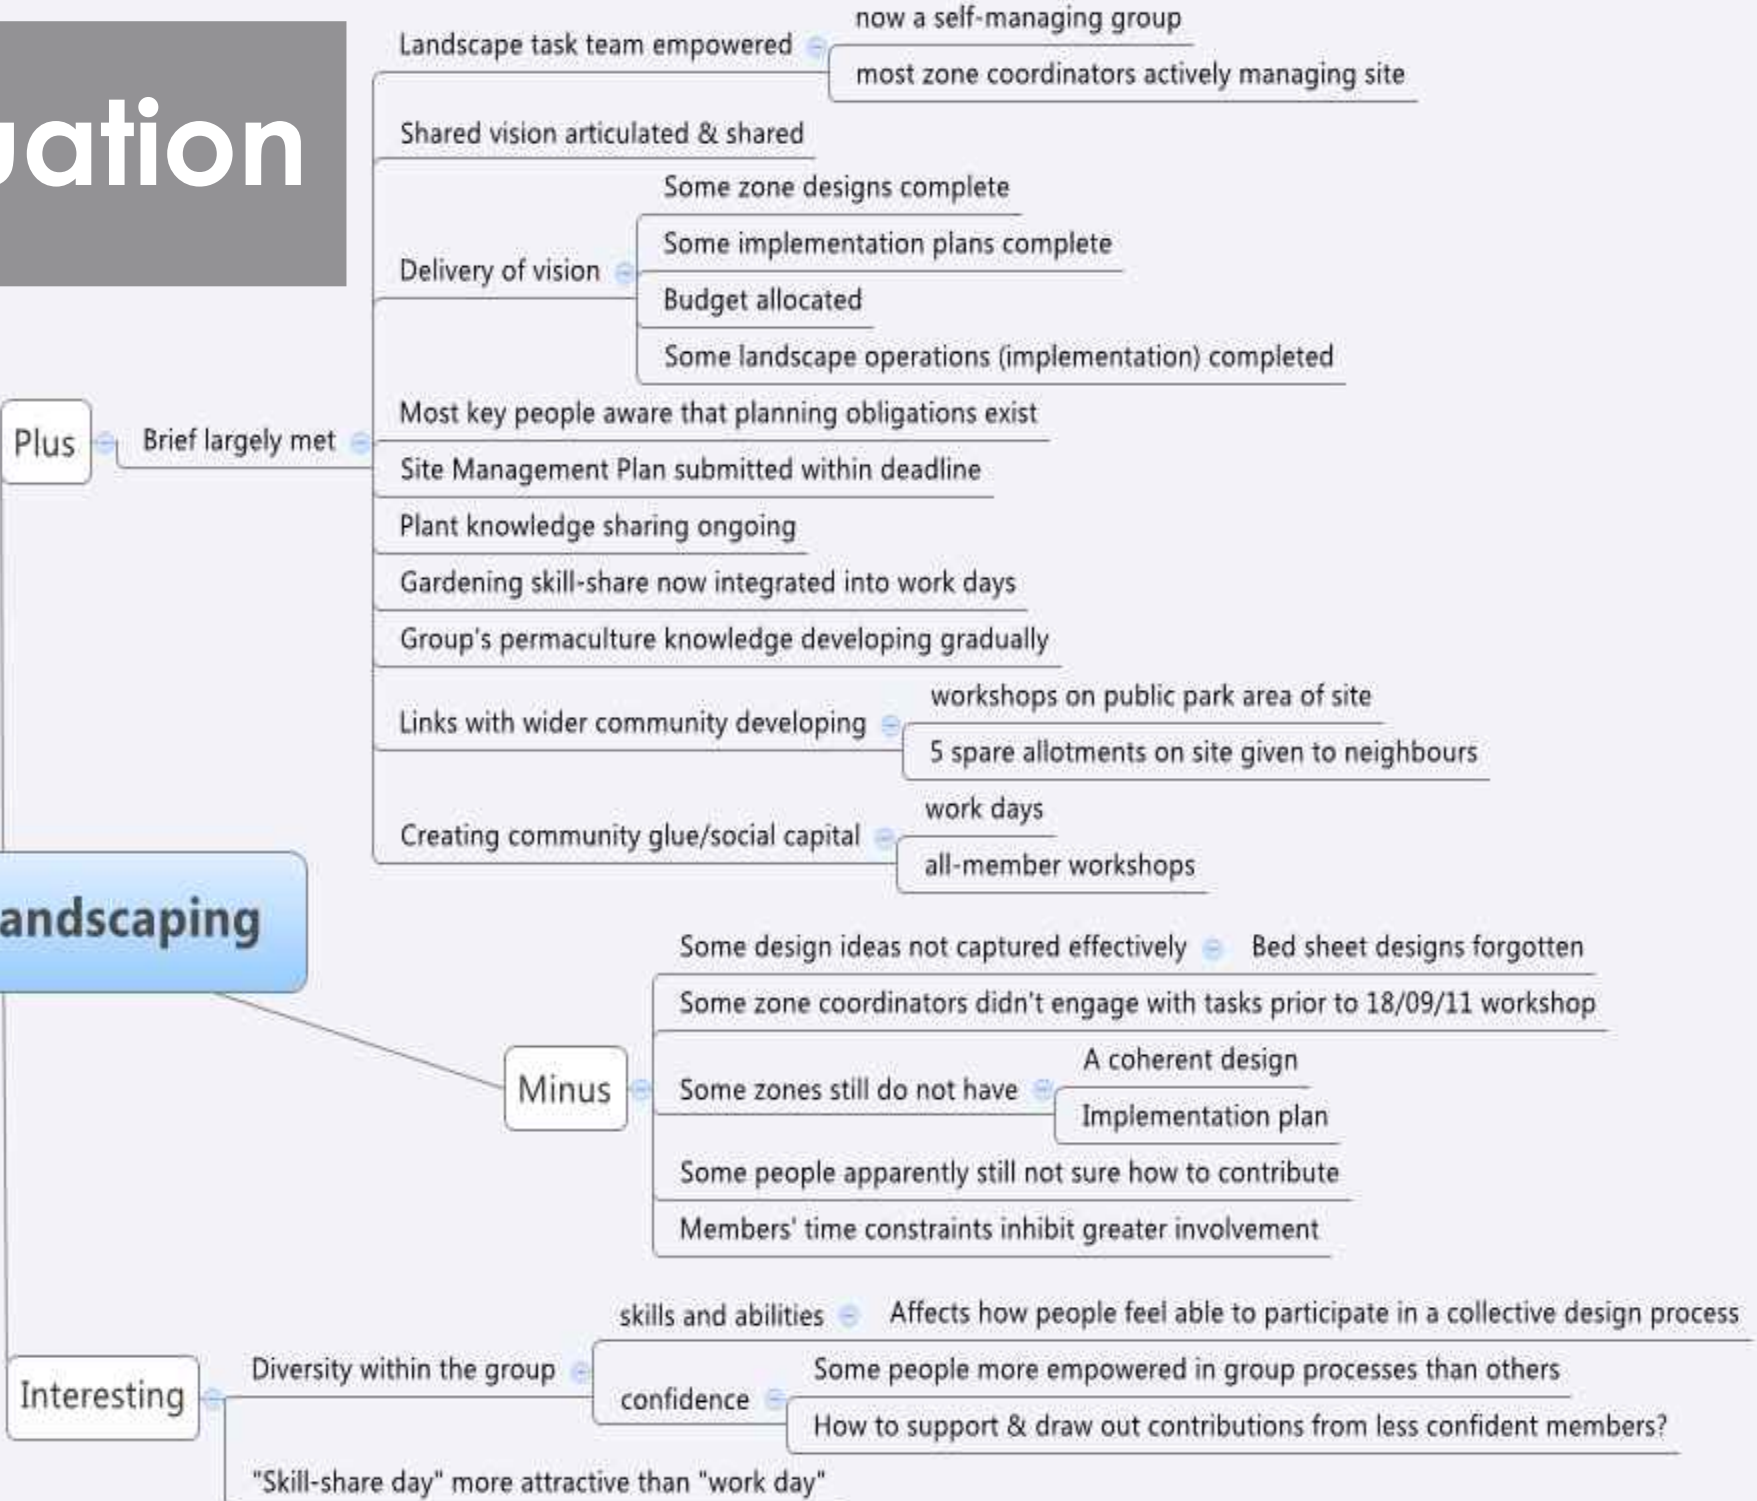 uation
now a self-managing group
Landscape task team empowered
most zone coordinators actively managing site
Shared vision articulated & shared
Some zone designs complete
Some implementation plans complete
Delivery of vision
Budget allocated
Some landscape operations (implementation) completed
Plus
Brief largely met
Most key people aware that planning obligations exist
Site Management Plan submitted within deadline
Plant knowledge sharing ongoing
Gardening skill-share now integrated into work days
Group's permaculture knowledge developing gradually
Links with wider community developing
workshops on public park area of site
5 spare allotments on site given to neighbours
Creating community glue/social capital
work days
all-member workshops
andscaping
Minus
Some design ideas not captured effectively
Bed sheet designs forgotten
Some zone coordinators didn't engage with tasks prior to 18/09/11 workshop
Some zones still do not have
A coherent design
Implementation plan
Some people apparently still not sure how to contribute
Members' time constraints inhibit greater involvement
Interesting
Diversity within the group
skills and abilities
Affects how people feel able to participate in a collective design process
confidence
Some people more empowered in group processes than others
How to support & draw out contributions from less confident members?
"Skill-share day" more attractive than "work day"